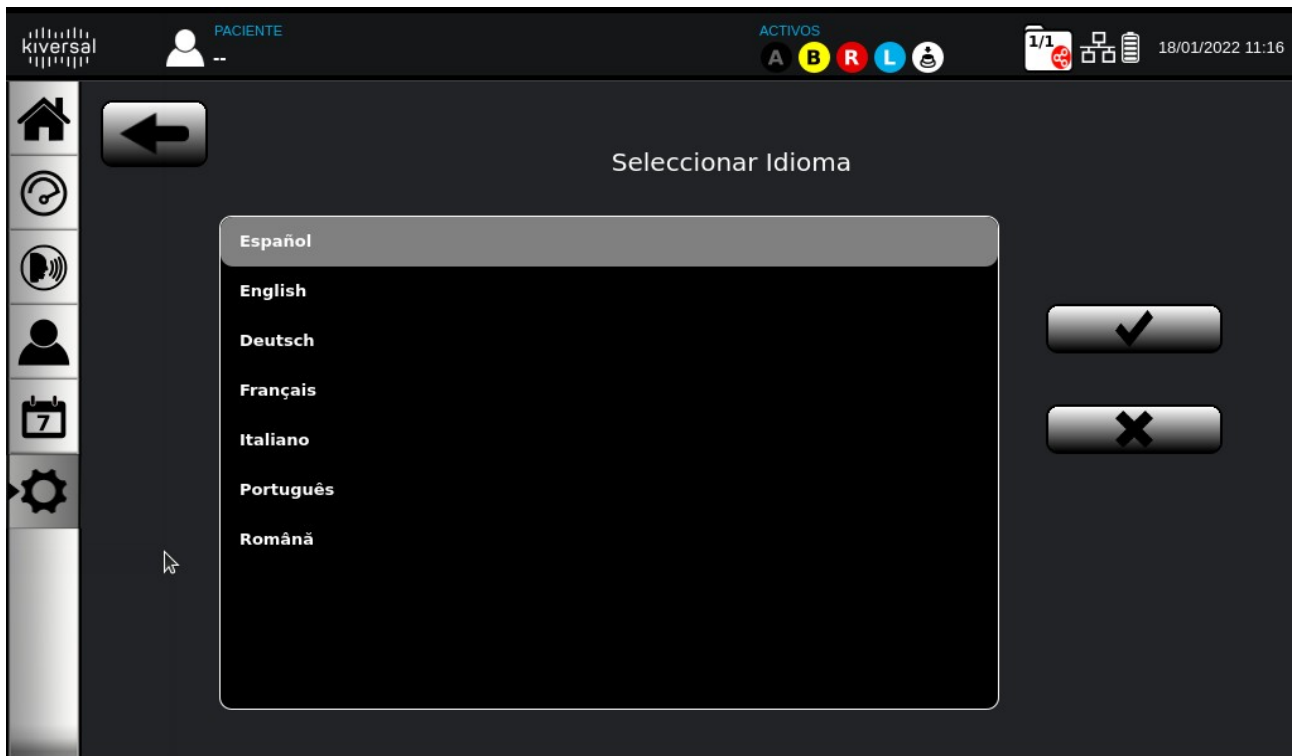 kiversal
PACIENTE
--
ACTIVOS
A B R L
1/1
18/01/2022 11:16
Seleccionar Idioma
Español
English
Deutsch
Français
Italiano
Português
Română
7